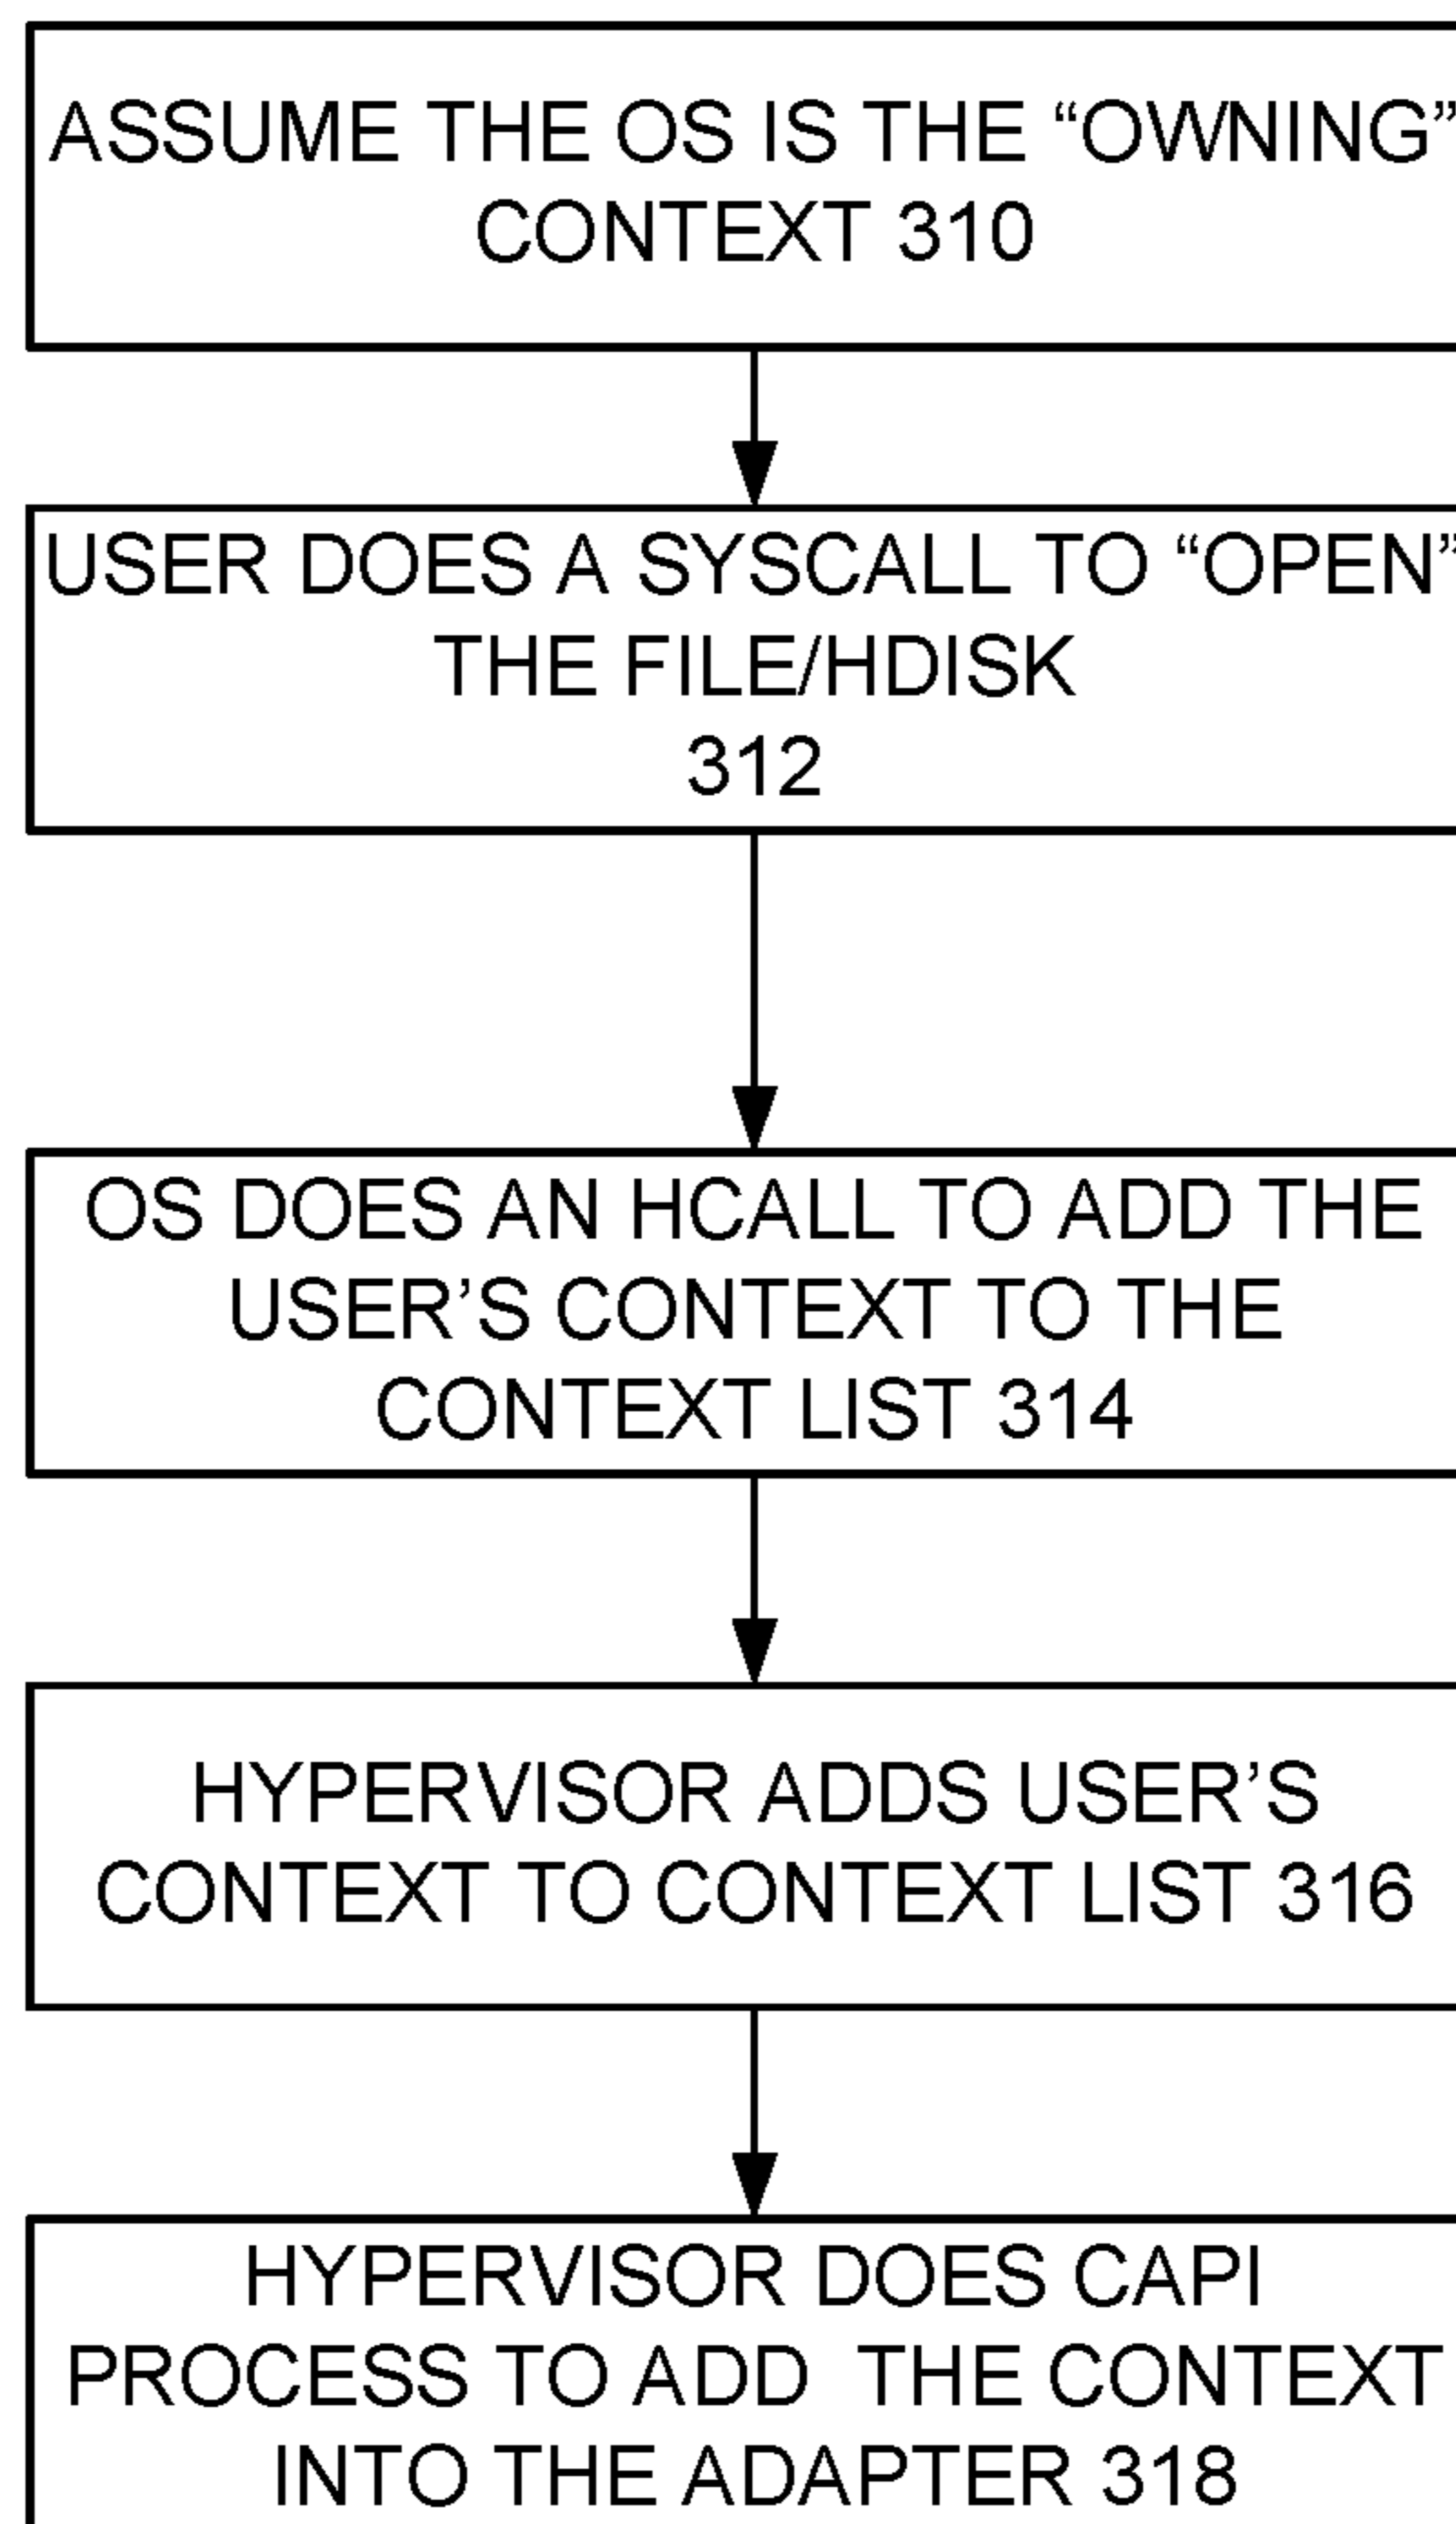 ASSUME THE OS IS THE “OWNING”
CONTEXT 310
USER DOES A SYSCALL TO “OPEN”
THE FILE/HDISK
312
OS DOES AN HCALL TO ADD THE
USER’S CONTEXT TO THE
CONTEXT LIST 314
HYPERVISOR ADDS USER’S
CONTEXT TO CONTEXT LIST 316
HYPERVISOR DOES CAPI
PROCESS TO ADD THE CONTEXT
INTO THE ADAPTER 318